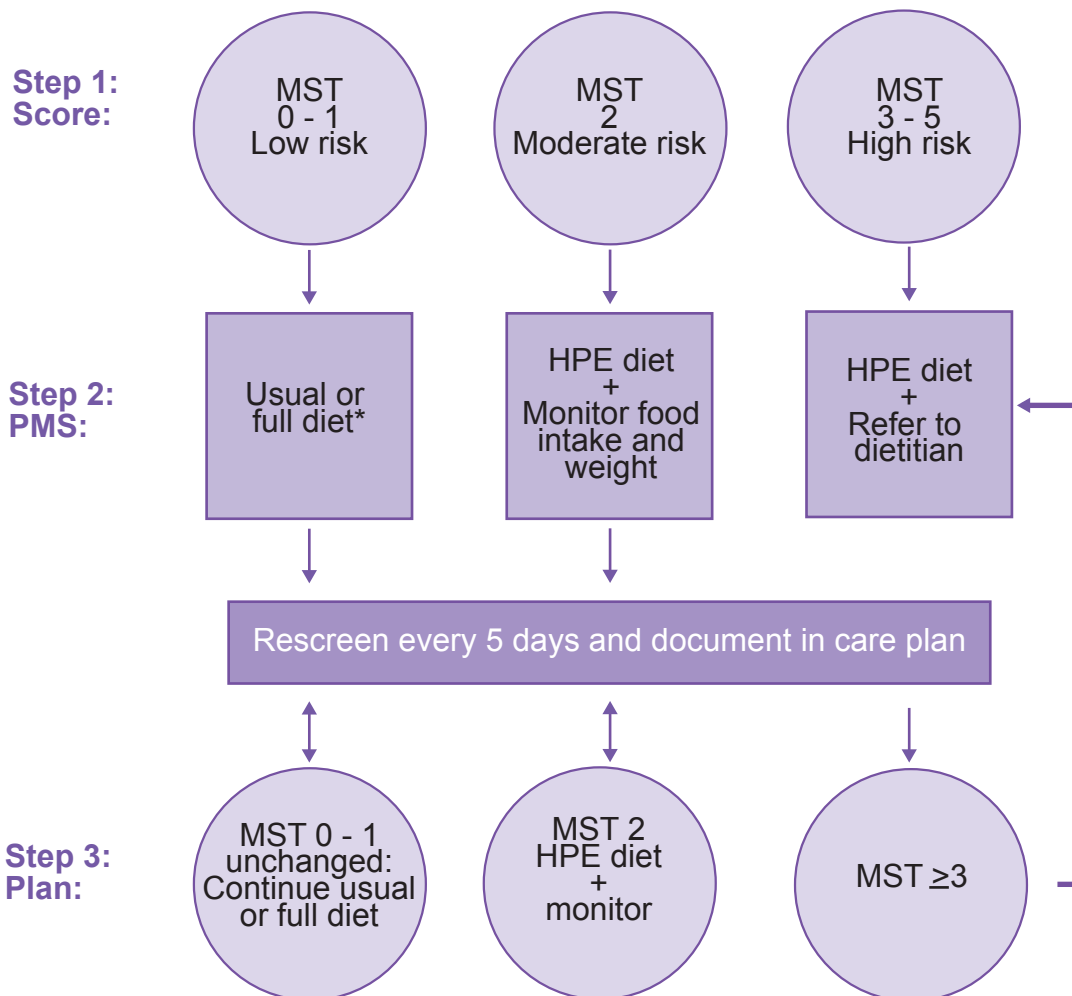 Step 1:
Score:
MST
0 - 1
Low risk
MST
2
Moderate risk
MST
3 - 5
High risk
Step 2:
PMS:
Usual or
full diet*
HPE diet
+
Monitor food
intake and
weight
HPE diet
+
Refer to
dietitian
Rescreen every 5 days and document in care plan
Step 3:
Plan:
MST 0 - 1
unchanged:
Continue usual
or full diet
MST 2
HPE diet
+
monitor
MST ≥3